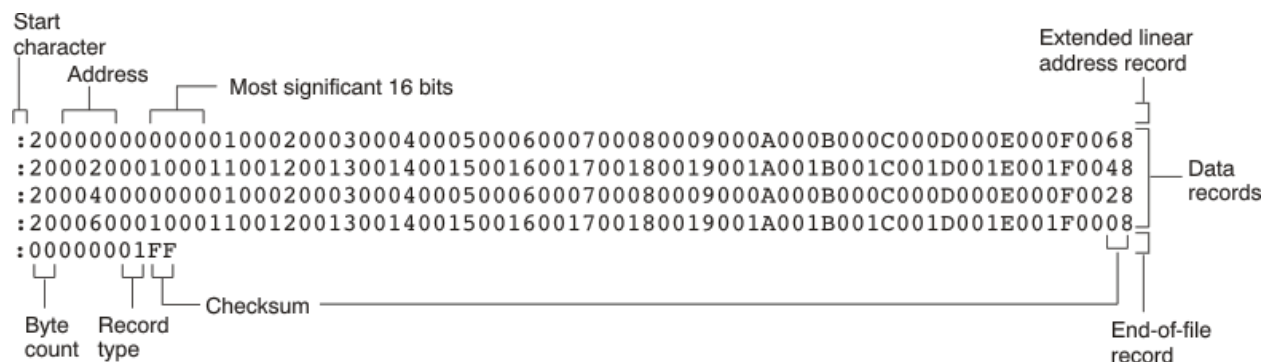 Start
character
Address
Most significant 16 bits
Extended linear
address record
:2000000000000100020003000400050006000700080009000A000B000C000D000E000F0068
:2000200010001100120013001400150016001700180019001A001B001C001D001E001F0048
:2000400000000100020003000400050006000700080009000A000B000C000D000E000F0028
:2000600010001100120013001400150016001700180019001A001B001C001D001E001F0008
:00000001FF
Data
records
Checksum
Byte
count
Record
type
End-of-file
record